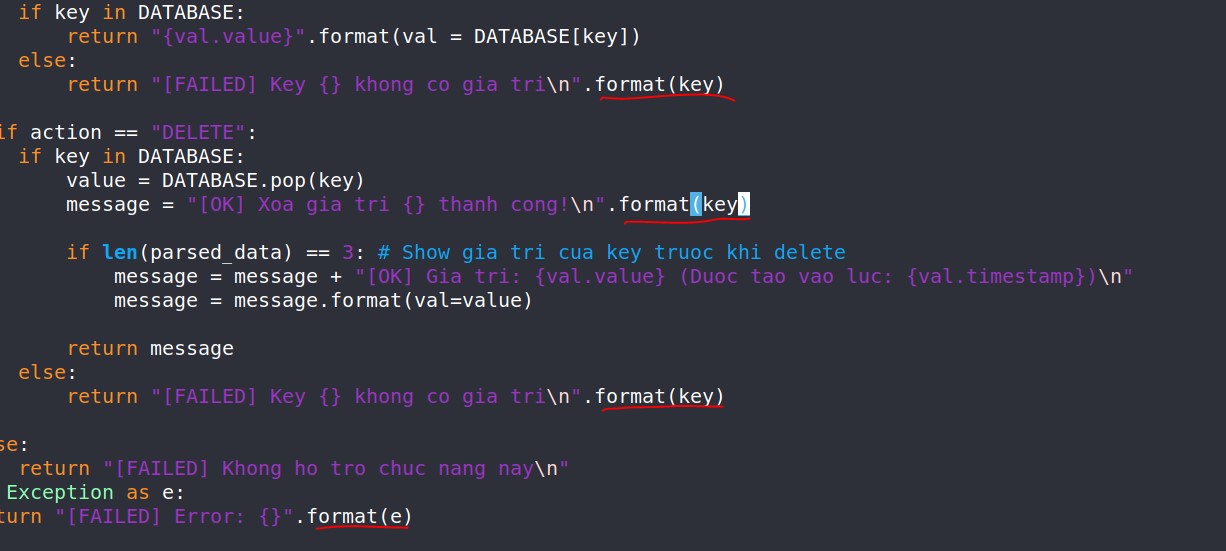 if key in DATABASE:
return "{val.value}".format(val = DATABASE[key])
else:
return "[FAILED] Key {} khong co gia tri\n".format(key)
if action == "DELETE":
if key in DATABASE:
value = DATABASE.pop(key)
message = "[OK] Xoa gia tri {} thanh cong!\n".format(key)
if len(parsed_data) == 3: # Show gia tri cua key truoc khi delete
message = message + "[OK] Gia tri: {val.value} (Duoc tao vao luc: {val.timestamp})\n"
message = message.format(val=value)
return message
else:
return "[FAILED] Key {} khong co gia tri\n".format(key)
se:
return "[FAILED] Khong ho tro chuc nang nay\n"
Exception as e:
turn "[FAILED] Error: {}".format(e)